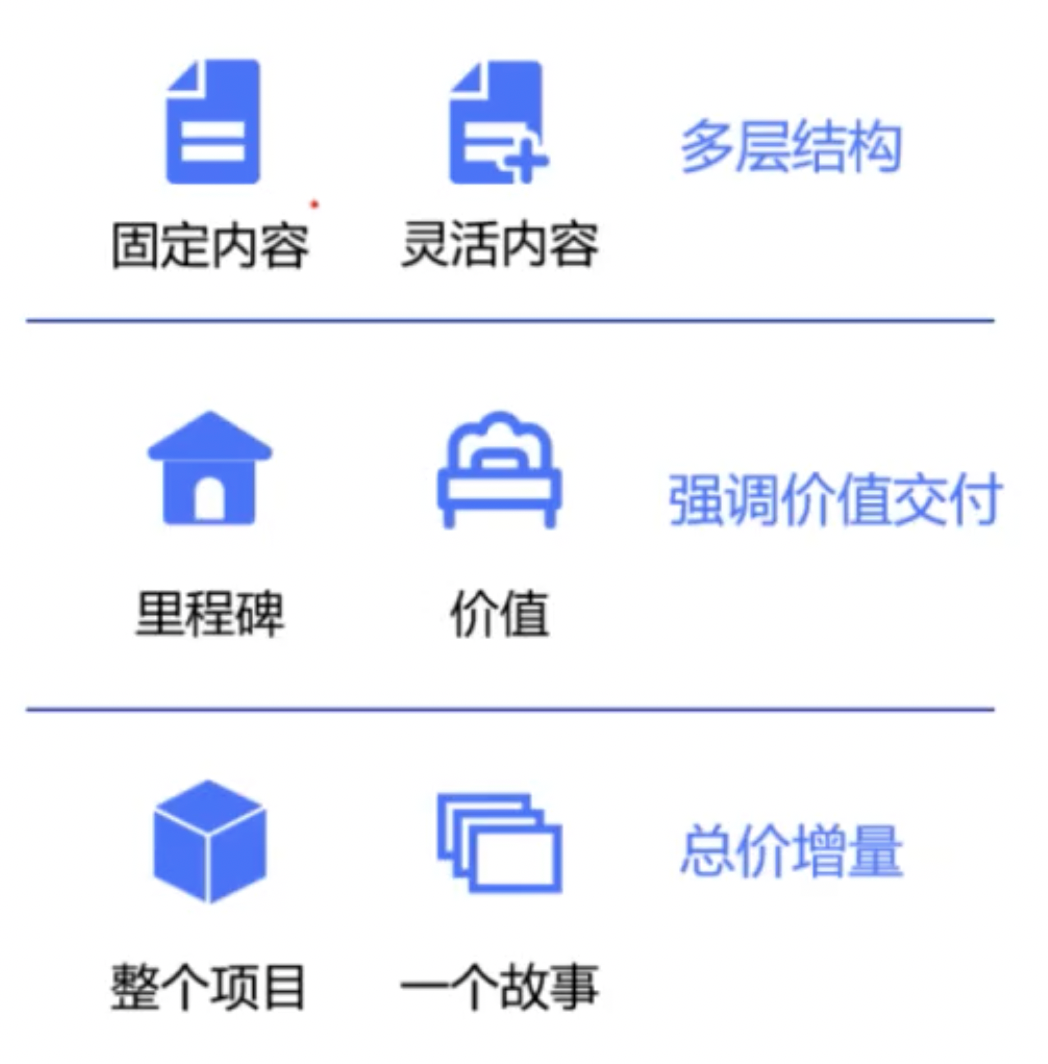 多层结构
固定内容 灵活内容
强调价值交付
里程碑 价值
总价增量
整个项目 一个故事